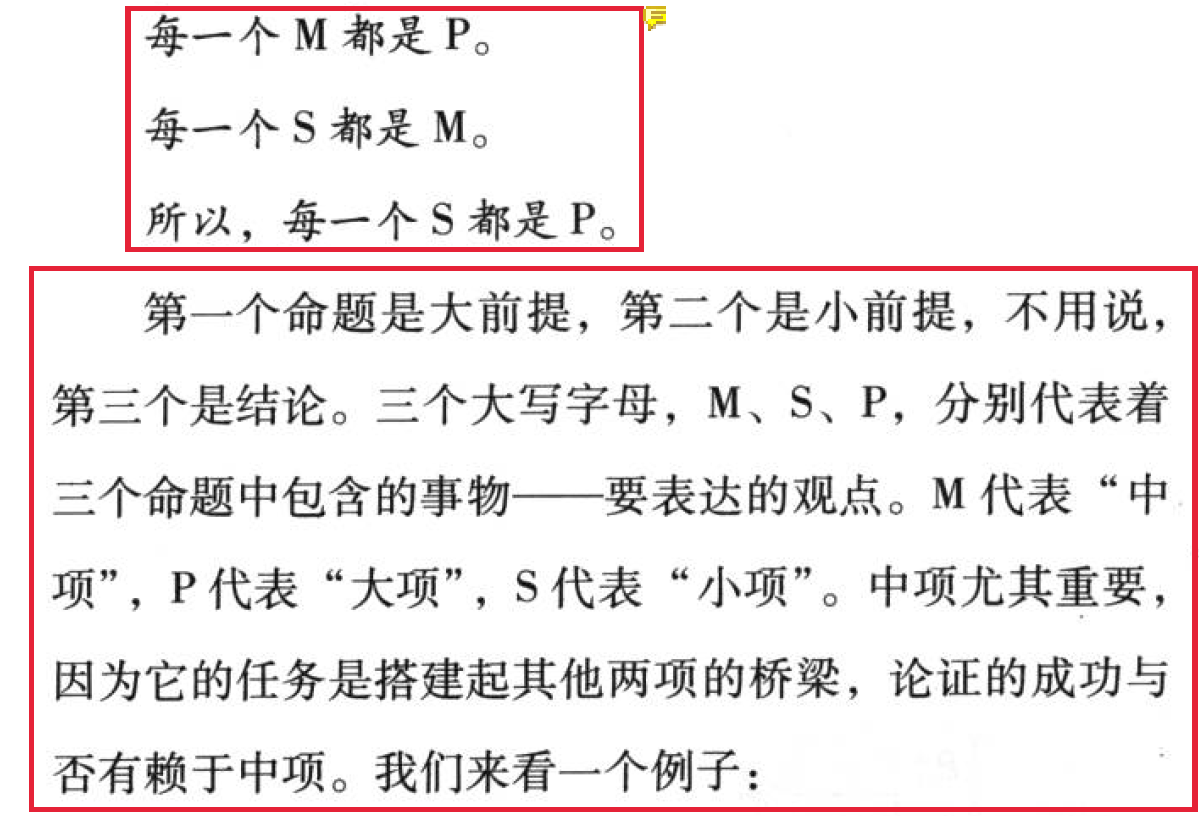 每一个 M 都是 P。
每一个 S 都是 M。
所以，每一个 S 都是 P。
第一个命题是大前提，第二个是小前提，不用说，
第三个是结论。三个大写字母，M、S、P，分别代表着
三个命题中包含的事物——要表达的观点。M 代表“中
项”，P 代表“大项”，S 代表“小项”。中项尤其重要，
因为它的任务是搭建起其他两项的桥梁，论证的成功与
否有赖于中项。我们来看一个例子：